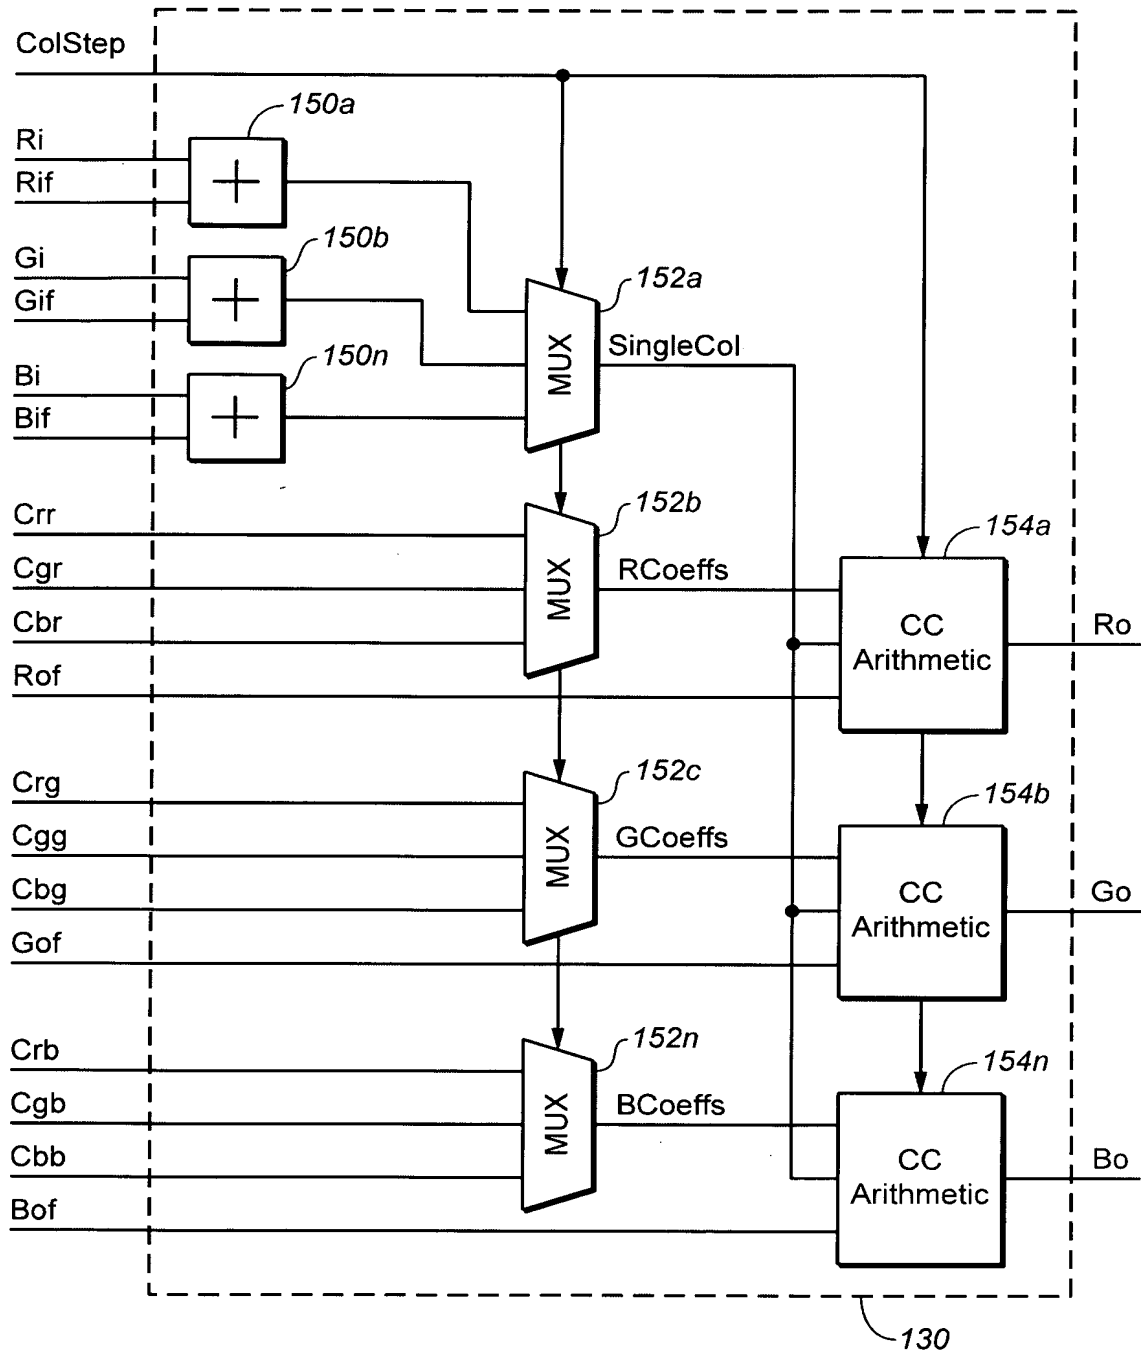 ColStep
150a
Ri
Rif
+
150b
Gi
Gif
+
152a
150n
SingleCol
MUX
Bi
Bif
+
Crr
152b
154a
Cgr
RCoeffs
MUX
Cbr
CC
Arithmetic
Ro
Rof
Crg
152c
154b
Cgg
GCoeffs
MUX
Cbg
CC
Arithmetic
Go
Gof
Crb
152n
154n
Cgb
BCoeffs
MUX
Cbb
CC
Arithmetic
Bo
Bof
130